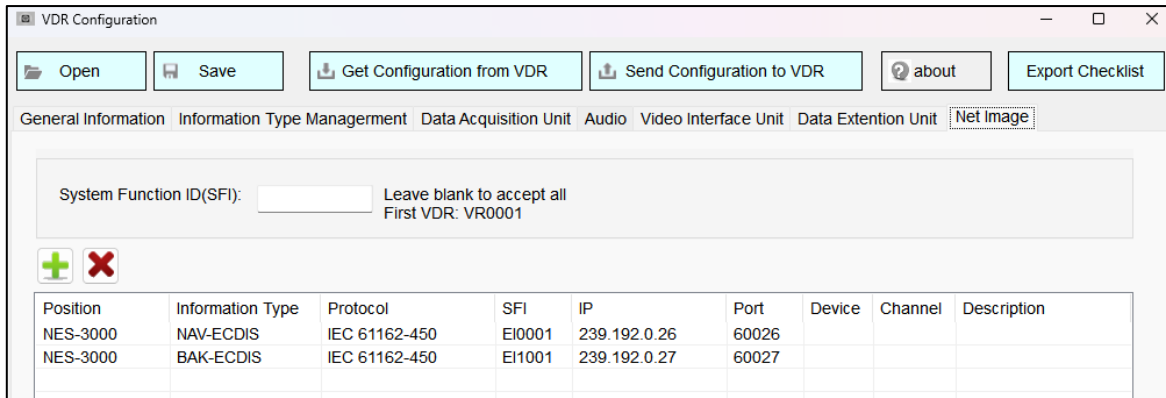 VDR Configuration
Open Save Get Configuration from VDR Send Configuration to VDR about Export Checklist
General Information Information Type Managerment Data Acquisition Unit Audio Video Interface Unit Data Extention Unit Net Image
System Function ID(SFI): Leave blank to accept all
First VDR: VR0001
Position Information Type Protocol SFI IP Port Device Channel Description
NES-3000 NAV-ECDIS IEC 61162-450 EI0001 239.192.0.26 60026
NES-3000 BAK-ECDIS IEC 61162-450 EI1001 239.192.0.27 60027